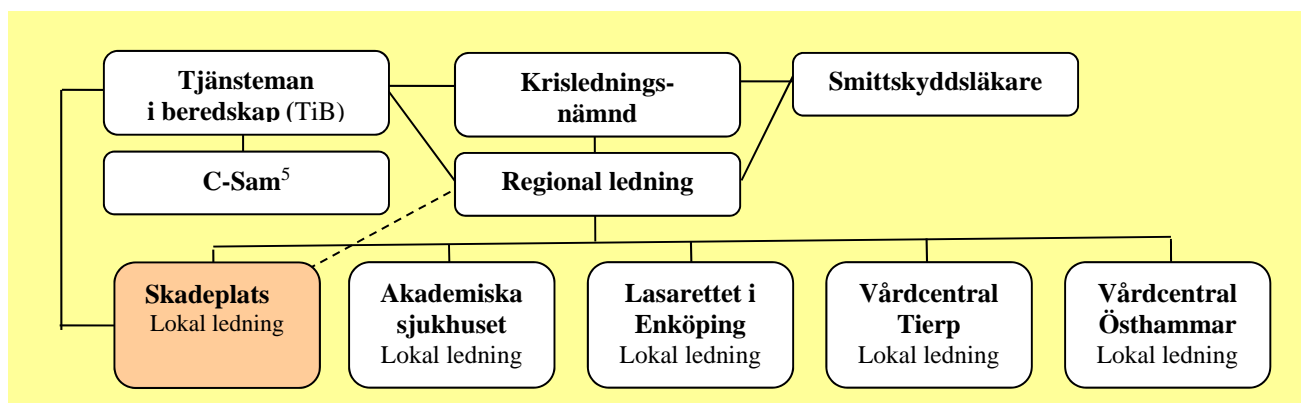 Tjänsteman
i beredskap (TiB)
Krislednings-
nämnd
Smittskyddsläkare
C-Sam5
Regional ledning
Skadeplats
Lokal ledning
Akademiska
sjukhuset
Lokal ledning
Lasarettet i
Enköping
Lokal ledning
Vårdcentral
Tierp
Lokal ledning
Vårdcentral
Östhammar
Lokal ledning